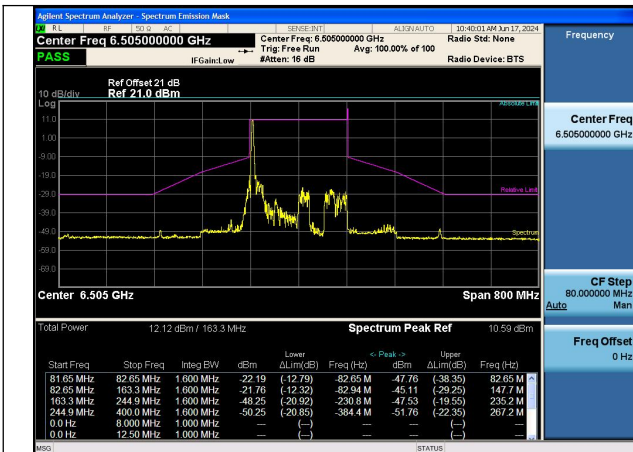 Agilent Spectrum Analyzer - Spectrum Emission Mask
RL RF 50 Ω AC SENSE:INT ALIGNAUTO 10:40:01 AM Jun 17, 2024
Center Freq 6.505000000 GHz Center Freq: 6.505000000 GHz Radio Std: None
Trig: Free Run Avg: 100.00% of 100
PASS IFGain:Low #Atten: 16 dB Radio Device: BTS
Ref Offset 21 dB
10 dB/div Ref 21.0 dBm
Log
Absolute Limit
11.0
1.00
-9.00
-19.0
-29.0
Relative Limit
-39.0
-49.0
Spectrum
-59.0
-69.0
Center 6.505 GHz Span 800 MHz
Total Power 12.12 dBm / 163.3 MHz Spectrum Peak Ref 10.59 dBm
Lower <- Peak -> Upper
Start Freq Stop Freq Integ BW dBm ΔLim(dB) Freq (Hz) dBm ΔLim(dB) Freq (Hz)
81.65 MHz 82.65 MHz 1.600 MHz -22.19 (-12.79) -82.65 M -47.76 (-38.35) 82.65 M
82.65 MHz 163.3 MHz 1.600 MHz -21.76 (-12.32) -82.94 M -45.11 (-29.25) 147.7 M
163.3 MHz 244.9 MHz 1.600 MHz -48.25 (-20.92) -230.8 M -47.53 (-19.55) 235.2 M
244.9 MHz 400.0 MHz 1.600 MHz -50.25 (-20.85) -384.4 M -51.76 (-22.35) 267.2 M
0.0 Hz 8.000 MHz 1.000 MHz --- (---) --- --- (---) ---
0.0 Hz 12.50 MHz 1.000 MHz --- (---) --- --- (---) ---
MSG STATUS
Frequency
Center Freq
6.505000000 GHz
CF Step
80.000000 MHz
Auto Man
Freq Offset
0 Hz